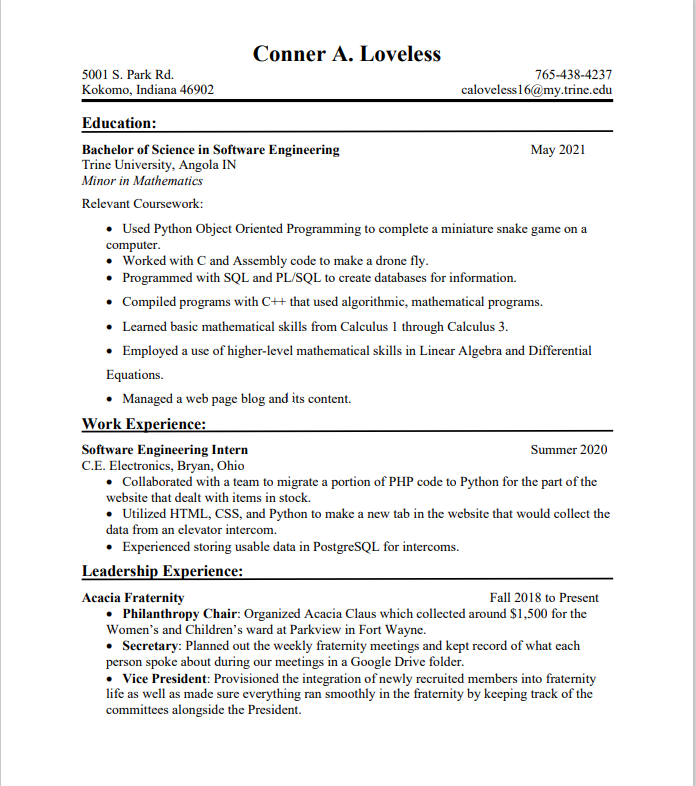 Conner A. Loveless
5001 S. Park Rd. 765-438-4237
Kokomo, Indiana 46902 caloveless16@my.trine.edu
Education:
Bachelor of Science in Software Engineering May 2021
Trine University, Angola IN
Minor in Mathematics
Relevant Coursework:
• Used Python Object Oriented Programming to complete a miniature snake game on a
computer.
• Worked with C and Assembly code to make a drone fly.
• Programmed with SQL and PL/SQL to create databases for information.
• Compiled programs with C++ that used algorithmic, mathematical programs.
• Learned basic mathematical skills from Calculus 1 through Calculus 3.
• Employed a use of higher-level mathematical skills in Linear Algebra and Differential
Equations.
• Managed a web page blog and its content.
Work Experience:
Software Engineering Intern Summer 2020
C.E. Electronics, Bryan, Ohio
• Collaborated with a team to migrate a portion of PHP code to Python for the part of the
website that dealt with items in stock.
• Utilized HTML, CSS, and Python to make a new tab in the website that would collect the
data from an elevator intercom.
• Experienced storing usable data in PostgreSQL for intercoms.
Leadership Experience:
Acacia Fraternity Fall 2018 to Present
• Philanthropy Chair: Organized Acacia Claus which collected around $1,500 for the
Women's and Children's ward at Parkview in Fort Wayne.
• Secretary: Planned out the weekly fraternity meetings and kept record of what each
person spoke about during our meetings in a Google Drive folder.
• Vice President: Provisioned the integration of newly recruited members into fraternity
life as well as made sure everything ran smoothly in the fraternity by keeping track of the
committees alongside the President.